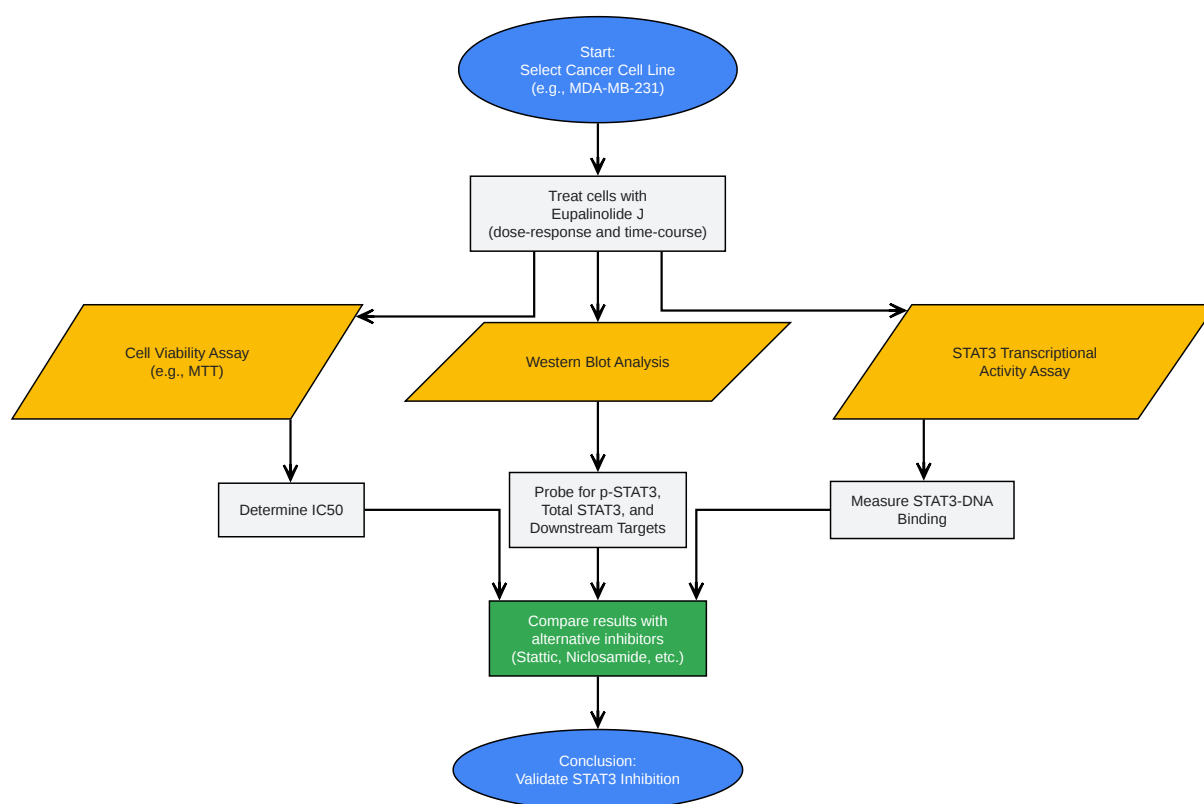 Start:
Select Cancer Cell Line
(e.g., MDA-MB-231)
Treat cells with
Eupalinolide J
(dose-response and time-course)
Cell Viability Assay
(e.g., MTT)
Western Blot Analysis
STAT3 Transcriptional
Activity Assay
Determine IC50
Probe for p-STAT3,
Total STAT3, and
Downstream Targets
Measure STAT3-DNA
Binding
Compare results with
alternative inhibitors
(Stattic, Niclosamide, etc.)
Conclusion:
Validate STAT3 Inhibition